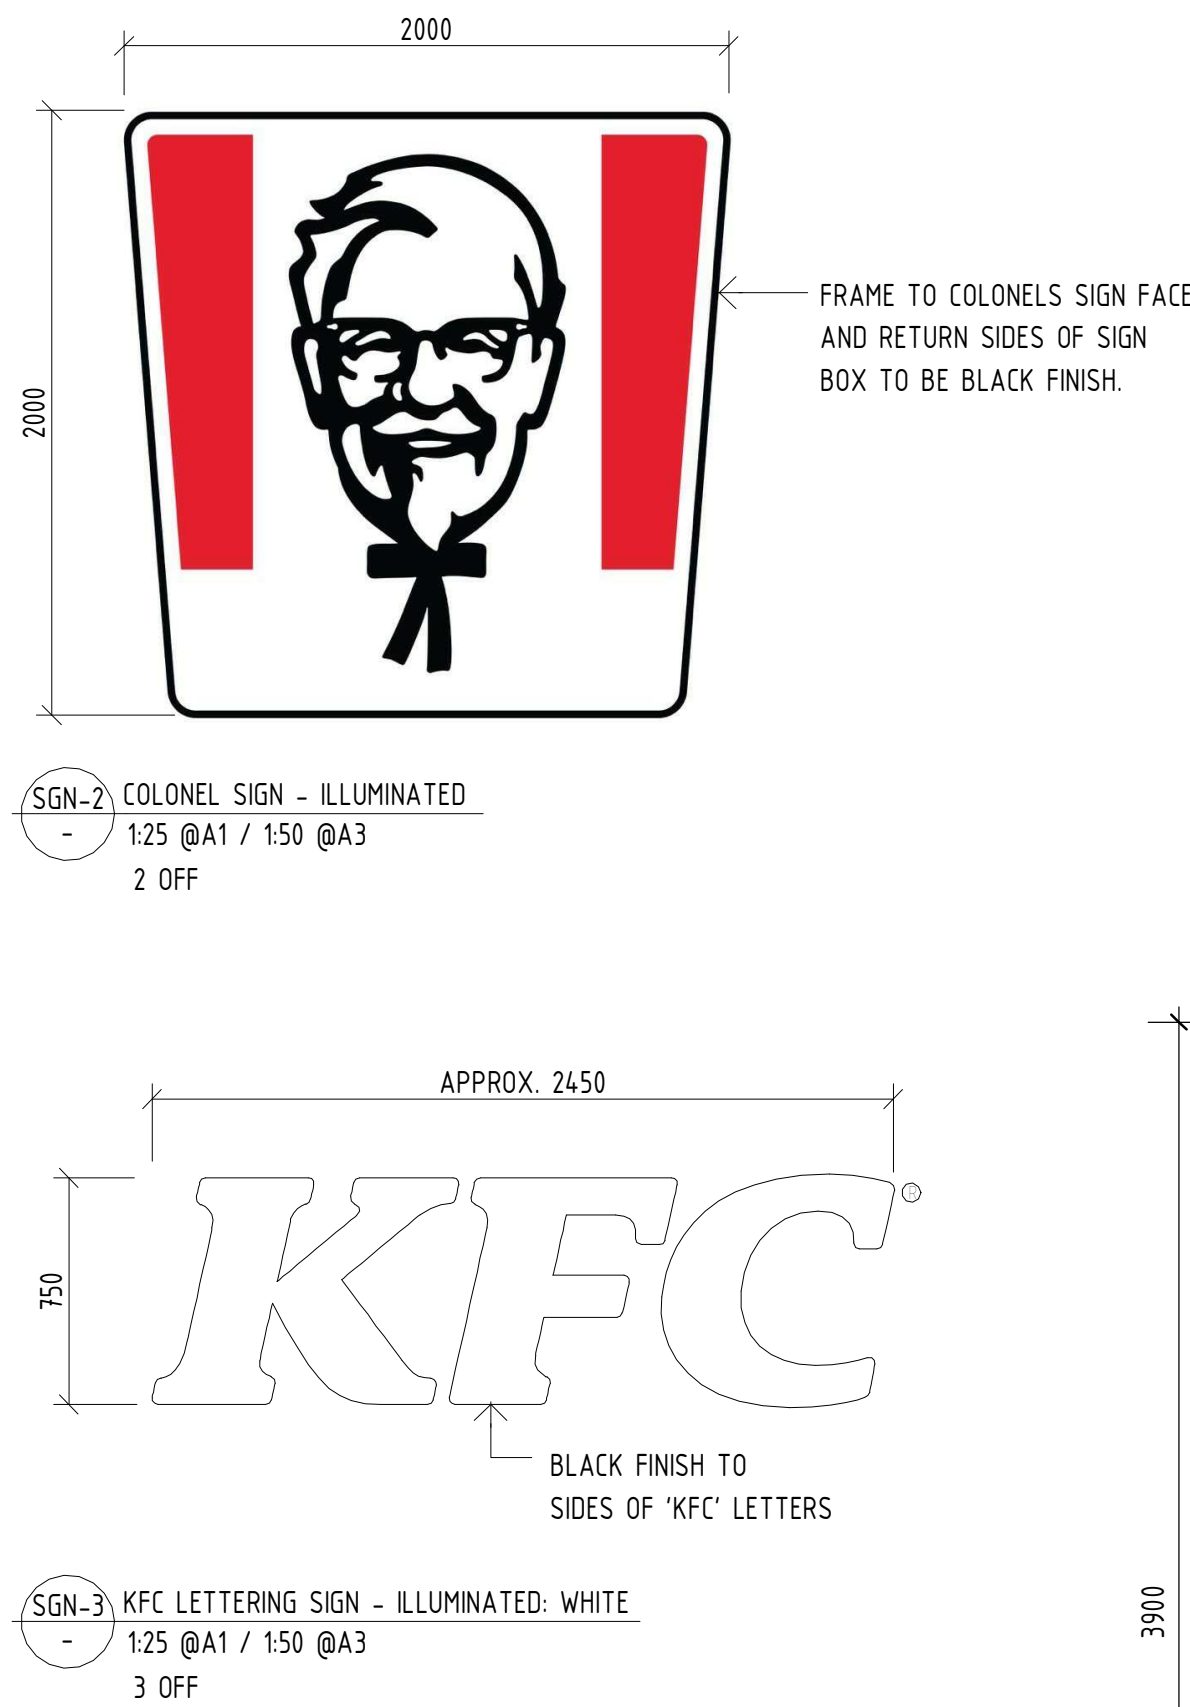 2000
2000
FRAME TO COLONELS SIGN FACE
AND RETURN SIDES OF SIGN
BOX TO BE BLACK FINISH.
SGN-2 COLONEL SIGN - ILLUMINATED
- 1:25 @A1 / 1:50 @A3
2 OFF
APPROX. 2450
KFC®
750
BLACK FINISH TO
SIDES OF 'KFC' LETTERS
3900
SGN-3 KFC LETTERING SIGN - ILLUMINATED: WHITE
- 1:25 @A1 / 1:50 @A3
3 OFF